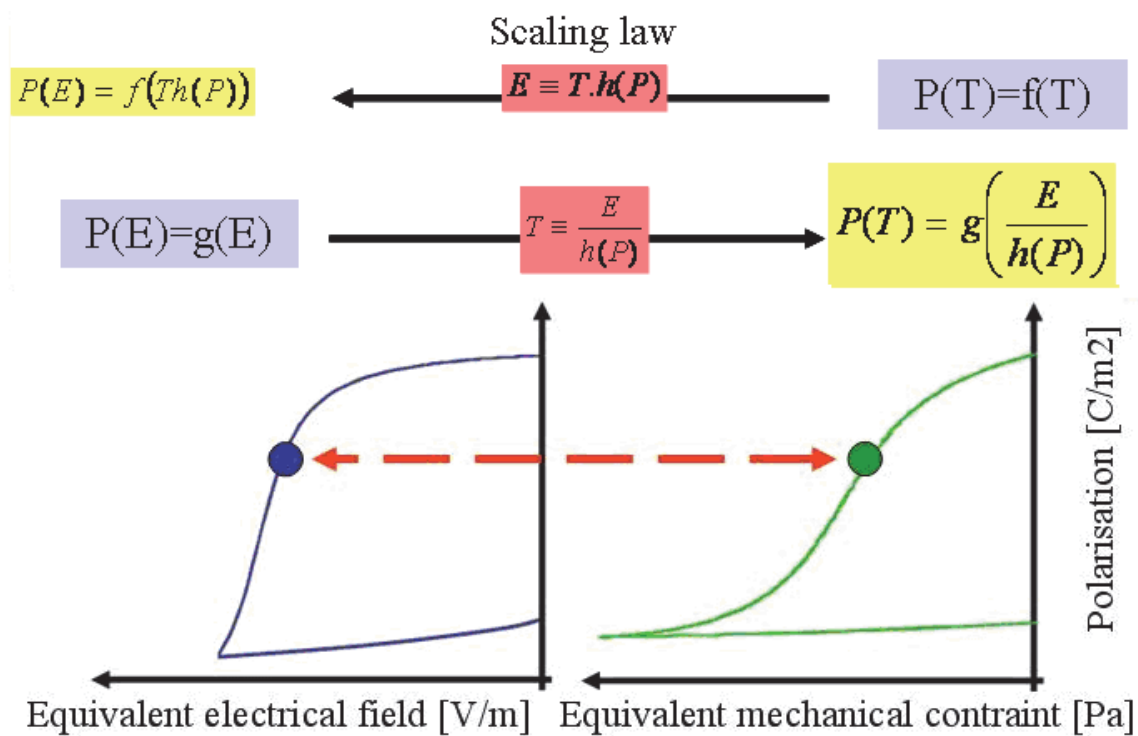 Scaling law
P(E) = f(Th(P))
E ≡ T.h(P)
P(T)=f(T)
P(E)=g(E)
T ≡ E/h(P)
P(T) = g(E/h(P))
Polarisation [C/m2]
Equivalent electrical field [V/m]
Equivalent mechanical contraint [Pa]